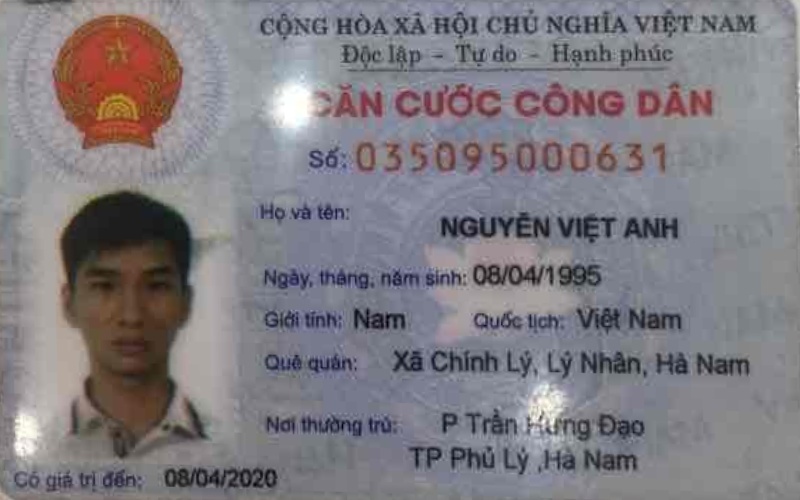 CỘNG HÒA XÃ HỘI CHỦ NGHĨA VIỆT NAM
Độc lập - Tự do - Hạnh phúc
CĂN CƯỚC CÔNG DÂN
Số: 035095000631
Họ và tên: NGUYỄN VIỆT ANH
Ngày, tháng, năm sinh: 08/04/1995
Giới tính: Nam Quốc tịch: Việt Nam
Quê quán: Xã Chính Lý, Lý Nhân, Hà Nam
Nơi thường trú: P Trần Hưng Đạo
TP Phủ Lý ,Hà Nam
Có giá trị đến: 08/04/2020